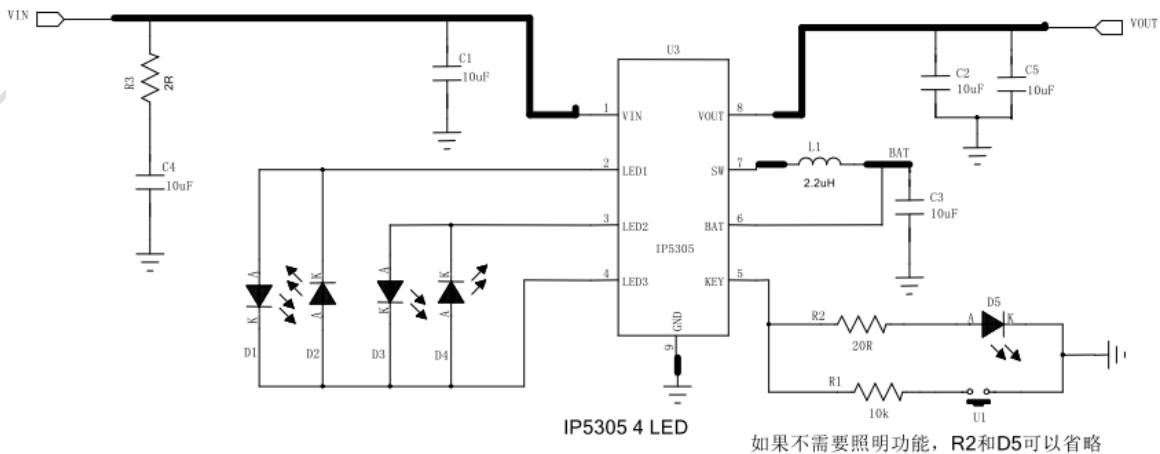 VIN
VOUT
R3
2R
C1
10uF
U3
C2
10uF
C5
10uF
1
VIN
VOUT
8
C4
10uF
2
LED1
SW
7
L1
2.2uH
BAT
3
LED2
BAT
6
C3
10uF
IP5305
4
LED3
KEY
5
A
K
D1
K
A
D2
A
K
D3
K
A
D4
GND
9
R2
20R
A
D5
K
R1
10k
U1
IP5305 4 LED
如果不需要照明功能，R2和D5可以省略